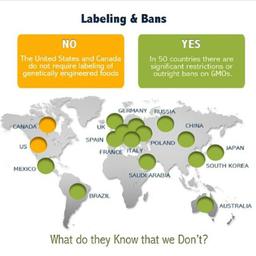 Labeling & Bans
NO
The United States and Canada
do not require labeling of
genetically engineered foods
YES
In 50 countries there are
significant restrictions or
outright bans on GMOs.
GERMANY
RUSSIA
UK
CANADA
CHINA
SPAIN
POLAND
US
JAPAN
FRANCE
ITALY
SOUTH KOREA
MEXICO
SAUDI ARABIA
BRAZIL
AUSTRALIA
What do they Know that we Don't?